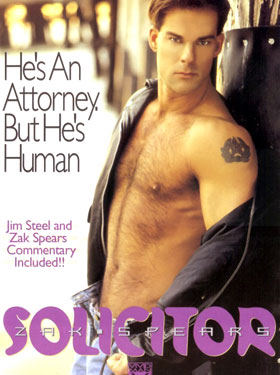 He's An
Attorney.
But He's
Human
Jim Steel and
Zak Spears
Commentary
Included!!
SOLICITOR
ZAK SPEARS